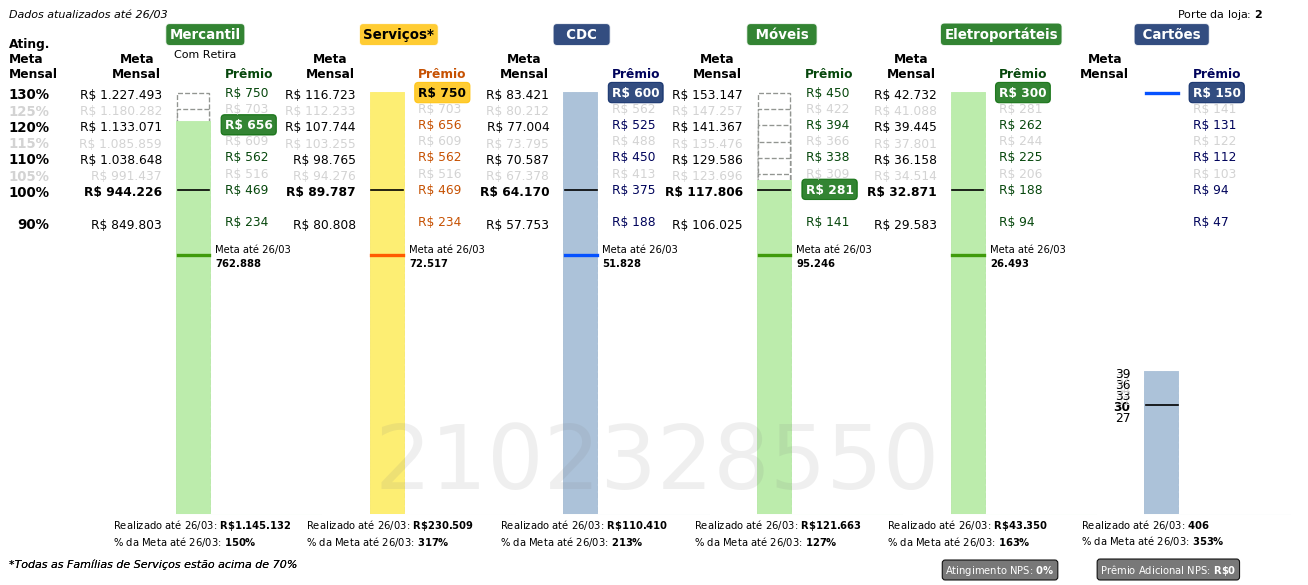 Dados atualizados até 26/03
Porte da loja: 2
Mercantil Serviços* CDC Móveis Eletroportáteis Cartões
Com Retira
Ating. Meta Mensal
Meta Mensal Prêmio Meta Mensal Prêmio Meta Mensal Prêmio Meta Mensal Prêmio Meta Mensal Prêmio Meta Mensal Prêmio
130% R$ 1.227.493 R$ 750 R$ 116.723 R$ 750 R$ 83.421 R$ 600 R$ 153.147 R$ 450 R$ 42.732 R$ 300 R$ 150
125% R$ 1.180.282 R$ 703 R$ 112.233 R$ 703 R$ 80.212 R$ 562 R$ 147.257 R$ 422 R$ 41.088 R$ 281 R$ 141
120% R$ 1.133.071 R$ 656 R$ 107.744 R$ 656 R$ 77.004 R$ 525 R$ 141.367 R$ 394 R$ 39.445 R$ 262 R$ 131
115% R$ 1.085.859 R$ 609 R$ 103.255 R$ 609 R$ 73.795 R$ 488 R$ 135.476 R$ 366 R$ 37.801 R$ 244 R$ 122
110% R$ 1.038.648 R$ 562 R$ 98.765 R$ 562 R$ 70.587 R$ 450 R$ 129.586 R$ 338 R$ 36.158 R$ 225 R$ 112
105% R$ 991.437 R$ 516 R$ 94.276 R$ 516 R$ 67.378 R$ 413 R$ 123.696 R$ 309 R$ 34.514 R$ 206 R$ 103
100% R$ 944.226 R$ 469 R$ 89.787 R$ 469 R$ 64.170 R$ 375 R$ 117.806 R$ 281 R$ 32.871 R$ 188 R$ 94
90% R$ 849.803 R$ 234 R$ 80.808 R$ 234 R$ 57.753 R$ 188 R$ 106.025 R$ 141 R$ 29.583 R$ 94 R$ 47
Meta até 26/03 Meta até 26/03 Meta até 26/03 Meta até 26/03 Meta até 26/03
762.888 72.517 51.828 95.246 26.493
39
36
33
30
27
2102328550
Realizado até 26/03: R$1.145.132 Realizado até 26/03: R$230.509 Realizado até 26/03: R$110.410 Realizado até 26/03: R$121.663 Realizado até 26/03: R$43.350 Realizado até 26/03: 406
% da Meta até 26/03: 150% % da Meta até 26/03: 317% % da Meta até 26/03: 213% % da Meta até 26/03: 127% % da Meta até 26/03: 163% % da Meta até 26/03: 353%
*Todas as Famílias de Serviços estão acima de 70%
Atingimento NPS: 0% Prêmio Adicional NPS: R$0